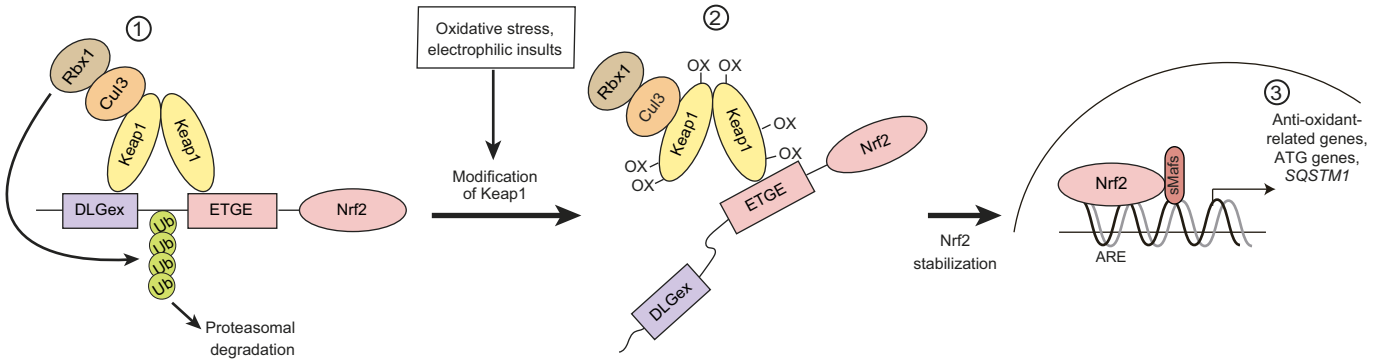 ①
Rbx1
Cul3
Keap1
Keap1
DLGex
ETGE
Nrf2
Ub
Ub
Ub
Ub
Proteasomal
degradation
Oxidative stress,
electrophilic insults
Modification
of Keap1
②
OX
OX
Rbx1
Cul3
Keap1
Keap1
OX
OX
OX
OX
Nrf2
ETGE
DLGex
Nrf2
stabilization
③
Anti-oxidant-
related genes,
ATG genes,
SQSTM1
Nrf2
sMafs
ARE